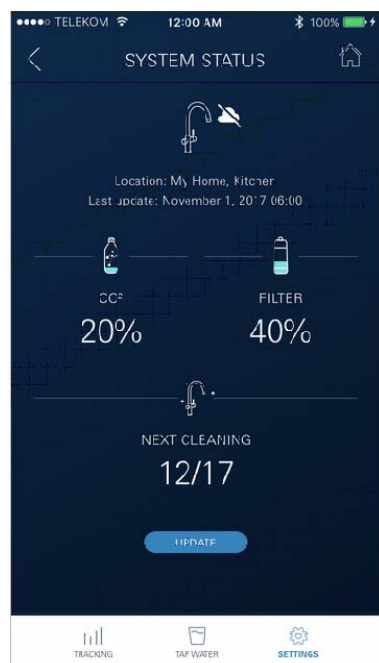 TELEKOM 12:00 AM 100%
SYSTEM STATUS
Location: My Home, Kitchen
Last update: November 1, 2017 06:00
CO² FILTER
20% 40%
NEXT CLEANING
12/17
UPDATE
TRACKING TAP WATER SETTINGS